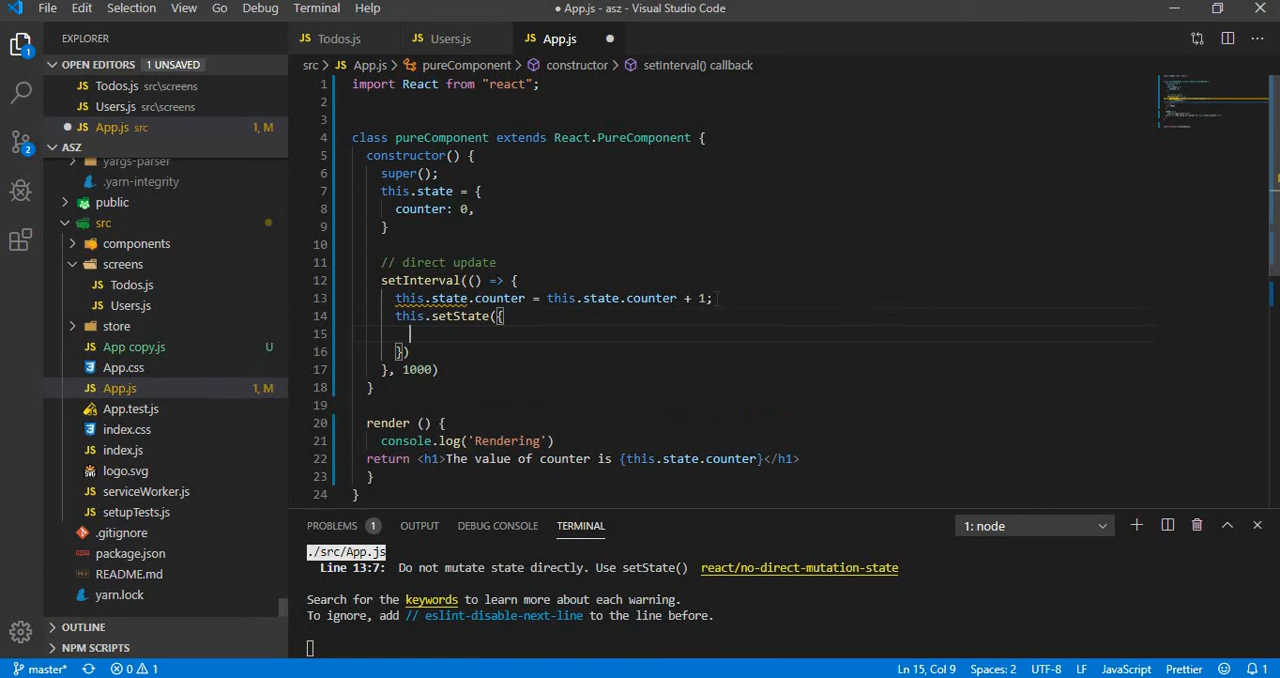 File Edit Selection View Go Debug Terminal Help ● App.js - asz - Visual Studio Code
EXPLORER
OPEN EDITORS 1 UNSAVED
JS Todos.js src\screens
JS Users.js src\screens
JS App.js src 1, M
ASZ
yargs-parser
.yarn-integrity
public
src
components
screens
JS Todos.js
JS Users.js
store
JS App copy.js U
App.css
JS App.js 1, M
App.test.js
index.css
JS index.js
logo.svg
JS serviceWorker.js
JS setupTests.js
.gitignore
package.json
README.md
yarn.lock
OUTLINE
NPM SCRIPTS
1
2
JS Todos.js JS Users.js JS App.js
src > JS App.js > pureComponent > constructor > setInterval() callback
1 import React from "react";
2
3
4 class pureComponent extends React.PureComponent {
5 constructor() {
6 super();
7 this.state = {
8 counter: 0,
9 }
10
11 // direct update
12 setInterval(() => {
13 this.state.counter = this.state.counter + 1;
14 this.setState({
15
16 })
17 }, 1000)
18 }
19
20 render () {
21 console.log('Rendering')
22 return <h1>The value of counter is {this.state.counter}</h1>
23 }
24 }
PROBLEMS 1 OUTPUT DEBUG CONSOLE TERMINAL 1: node
./src/App.js
Line 13:7: Do not mutate state directly. Use setState() react/no-direct-mutation-state
Search for the keywords to learn more about each warning.
To ignore, add // eslint-disable-next-line to the line before.
master* 0 1 Ln 15, Col 9 Spaces: 2 UTF-8 LF JavaScript Prettier 1